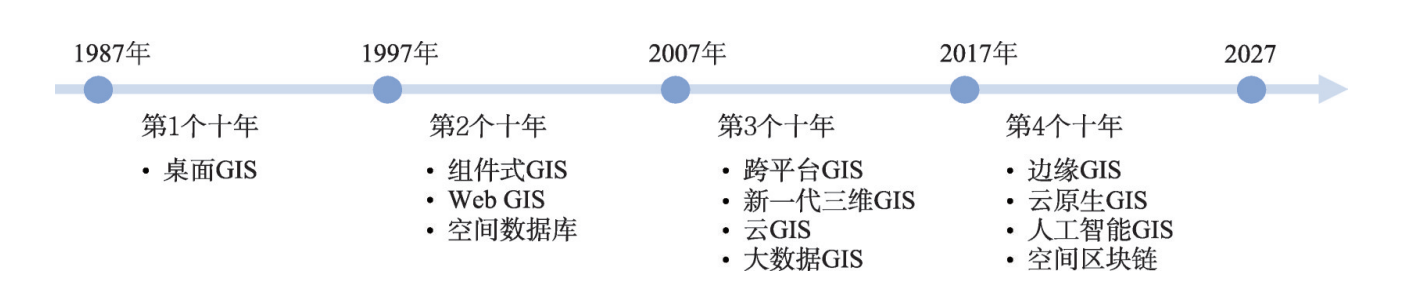 1987年
1997年
2007年
2017年
2027
第1个十年
• 桌面GIS
第2个十年
• 组件式GIS
• Web GIS
• 空间数据库
第3个十年
• 跨平台GIS
• 新一代三维GIS
• 云GIS
• 大数据GIS
第4个十年
• 边缘GIS
• 云原生GIS
• 人工智能GIS
• 空间区块链